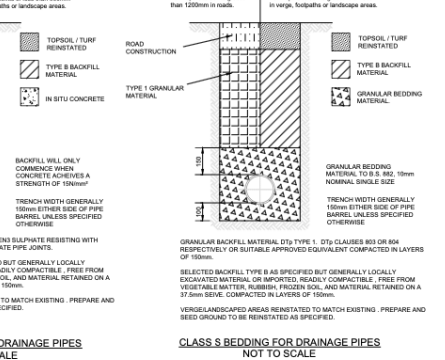 ths or landscape areas.
than 1200mm in roads.
in verge, footpaths or landscape areas.
TOPSOIL / TURF
REINSTATED
TYPE B BACKFILL
MATERIAL
IN SITU CONCRETE
BACKFILL WILL ONLY
COMMENCE WHEN
CONCRETE ACHEIVES A
STRENGTH OF 15N/mm²
TRENCH WIDTH GENERALLY
150mm EITHER SIDE OF PIPE
BARREL UNLESS SPECIFIED
OTHERWISE
EN3 SULPHATE RESISTING WITH
ATE PIPE JOINTS.
D BUT GENERALLY LOCALLY
ADILY COMPACTIBLE , FREE FROM
OIL, AND MATERIAL RETAINED ON A
150mm.
TO MATCH EXISTING . PREPARE AND
ECIFIED.
DRAINAGE PIPES
ALE
ROAD
CONSTRUCTION
TYPE 1 GRANULAR
MATERIAL
150
100
TOPSOIL / TURF
REINSTATED
TYPE B BACKFILL
MATERIAL
GRANULAR BEDDING
MATERIAL.
GRANULAR BEDDING
MATERIAL TO B.S. 882, 10mm
NOMINAL SINGLE SIZE
TRENCH WIDTH GENERALLY
150mm EITHER SIDE OF PIPE
BARREL UNLESS SPECIFIED
OTHERWISE
GRANULAR BACKFILL MATERIAL DTp TYPE 1. DTp CLAUSES 803 OR 804
RESPECTIVELY OR SUITABLE APPROVED EQUIVALENT COMPACTED IN LAYERS
OF 150mm.
SELECTED BACKFILL TYPE B AS SPECIFIED BUT GENERALLY LOCALLY
EXCAVATED MATERIAL OR IMPORTED, READILY COMPACTIBLE , FREE FROM
VEGETABLE MATTER, RUBBISH, FROZEN SOIL, AND MATERIAL RETAINED ON A
37.5mm SEIVE. COMPACTED IN LAYERS OF 150mm.
VERGE/LANDSCAPED AREAS REINSTATED TO MATCH EXISTING . PREPARE AND
SEED GROUND TO BE REINSTATED AS SPECIFIED.
CLASS S BEDDING FOR DRAINAGE PIPES
NOT TO SCALE